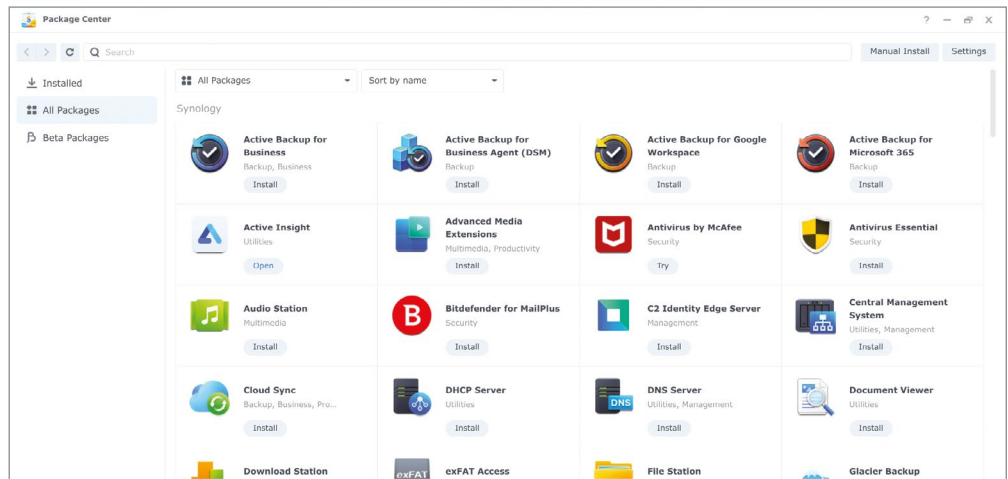 Package Center
Search
Manual Install
Settings
Installed
All Packages
Beta Packages
All Packages
Sort by name
Synology
Active Backup for
Business
Backup, Business
Install
Active Backup for
Business Agent (DSM)
Backup
Install
Active Backup for Google
Workspace
Backup
Install
Active Backup for
Microsoft 365
Backup
Install
Active Insight
Utilities
Open
Advanced Media
Extensions
Multimedia, Productivity
Install
Antivirus by McAfee
Security
Try
Antivirus Essential
Security
Install
Audio Station
Multimedia
Install
B
Bitdefender for MailPlus
Security
Install
C2 Identity Edge Server
Management
Install
Central Management
System
Utilities, Management
Install
Cloud Sync
Backup, Business, Pro...
Install
DHCP Server
Utilities
Install
DNS
DNS Server
Utilities, Management
Install
Document Viewer
Utilities
Install
Download Station
exFAT
exFAT Access
File Station
Glacier Backup